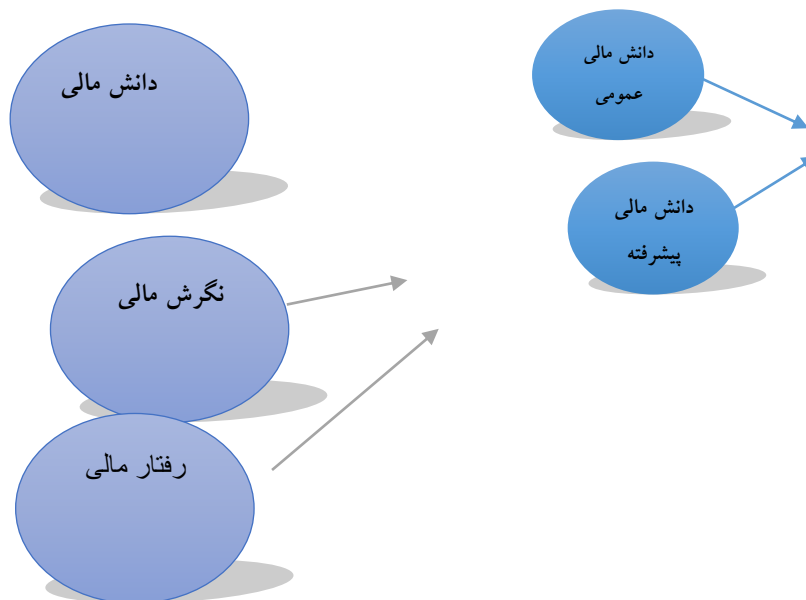 دانش مالی
عمومی
دانش مالی
پیشرفته
دانش مالی
نگرش مالی
رفتار مالی